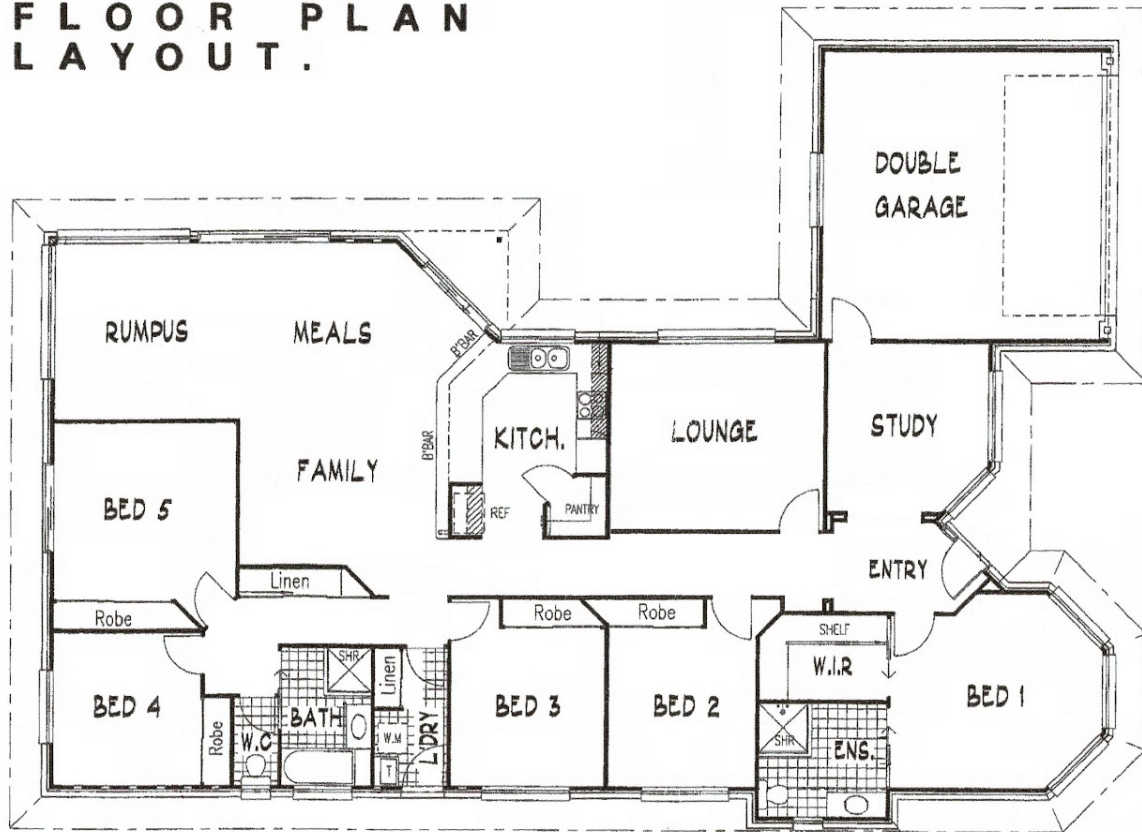 FLOOR PLAN
LAYOUT.
DOUBLE
GARAGE
RUMPUS
MEALS
B'BAR
KITCH.
LOUNGE
STUDY
B'BAR
FAMILY
BED 5
REF
PANTRY
Linen
ENTRY
Robe
Robe
Robe
SHELF
W.I.R
SHR
Linen
BED 4
Robe
W.C
BATH
W.M
L'DRY
T
BED 3
BED 2
BED 1
SHR
ENS.